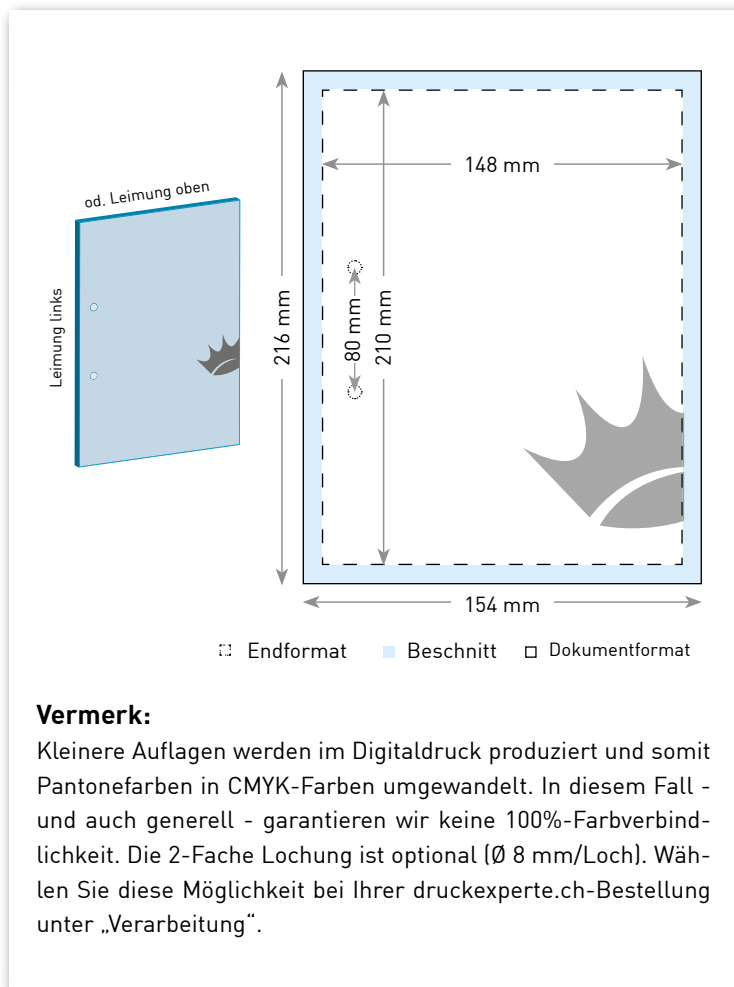 148 mm
od. Leimung oben
Leimung links
216 mm
80 mm
210 mm
154 mm
Endformat Beschnitt Dokumentformat
Vermerk:
Kleinere Auflagen werden im Digitaldruck produziert und somit
Pantonefarben in CMYK-Farben umgewandelt. In diesem Fall -
und auch generell - garantieren wir keine 100%-Farbverbind-
lichkeit. Die 2-Fache Lochung ist optional (Ø 8 mm/Loch). Wäh-
len Sie diese Möglichkeit bei Ihrer druckexperte.ch-Bestellung
unter „Verarbeitung“.